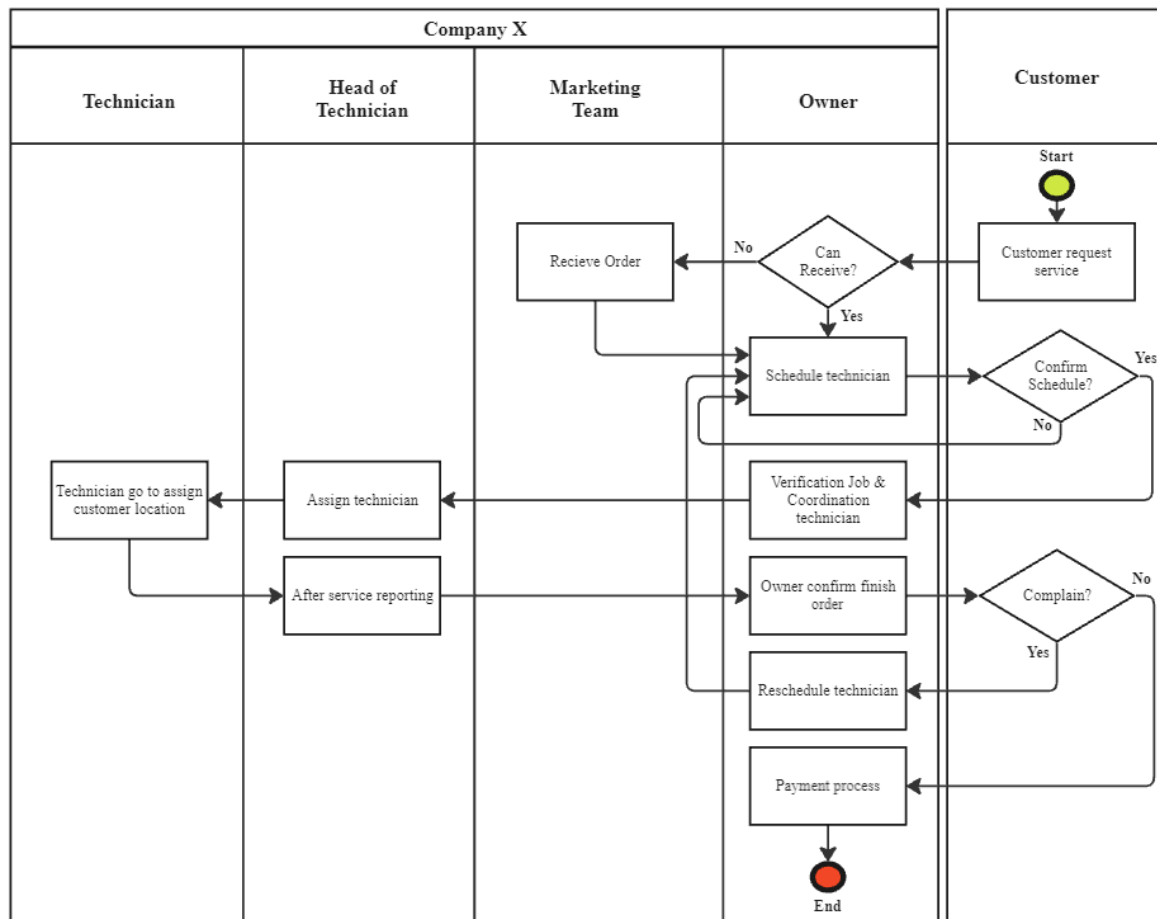 Company X
Technician
Head of
Technician
Marketing
Team
Owner
Customer
Start
Customer request
service
Can
Receive?
No
Yes
Recieve Order
Schedule technician
Confirm
Schedule?
Yes
No
Technician go to assign
customer location
Assign technician
Verification Job &
Coordination
technician
After service reporting
Owner confirm finish
order
Complain?
No
Yes
Reschedule technician
Payment process
End